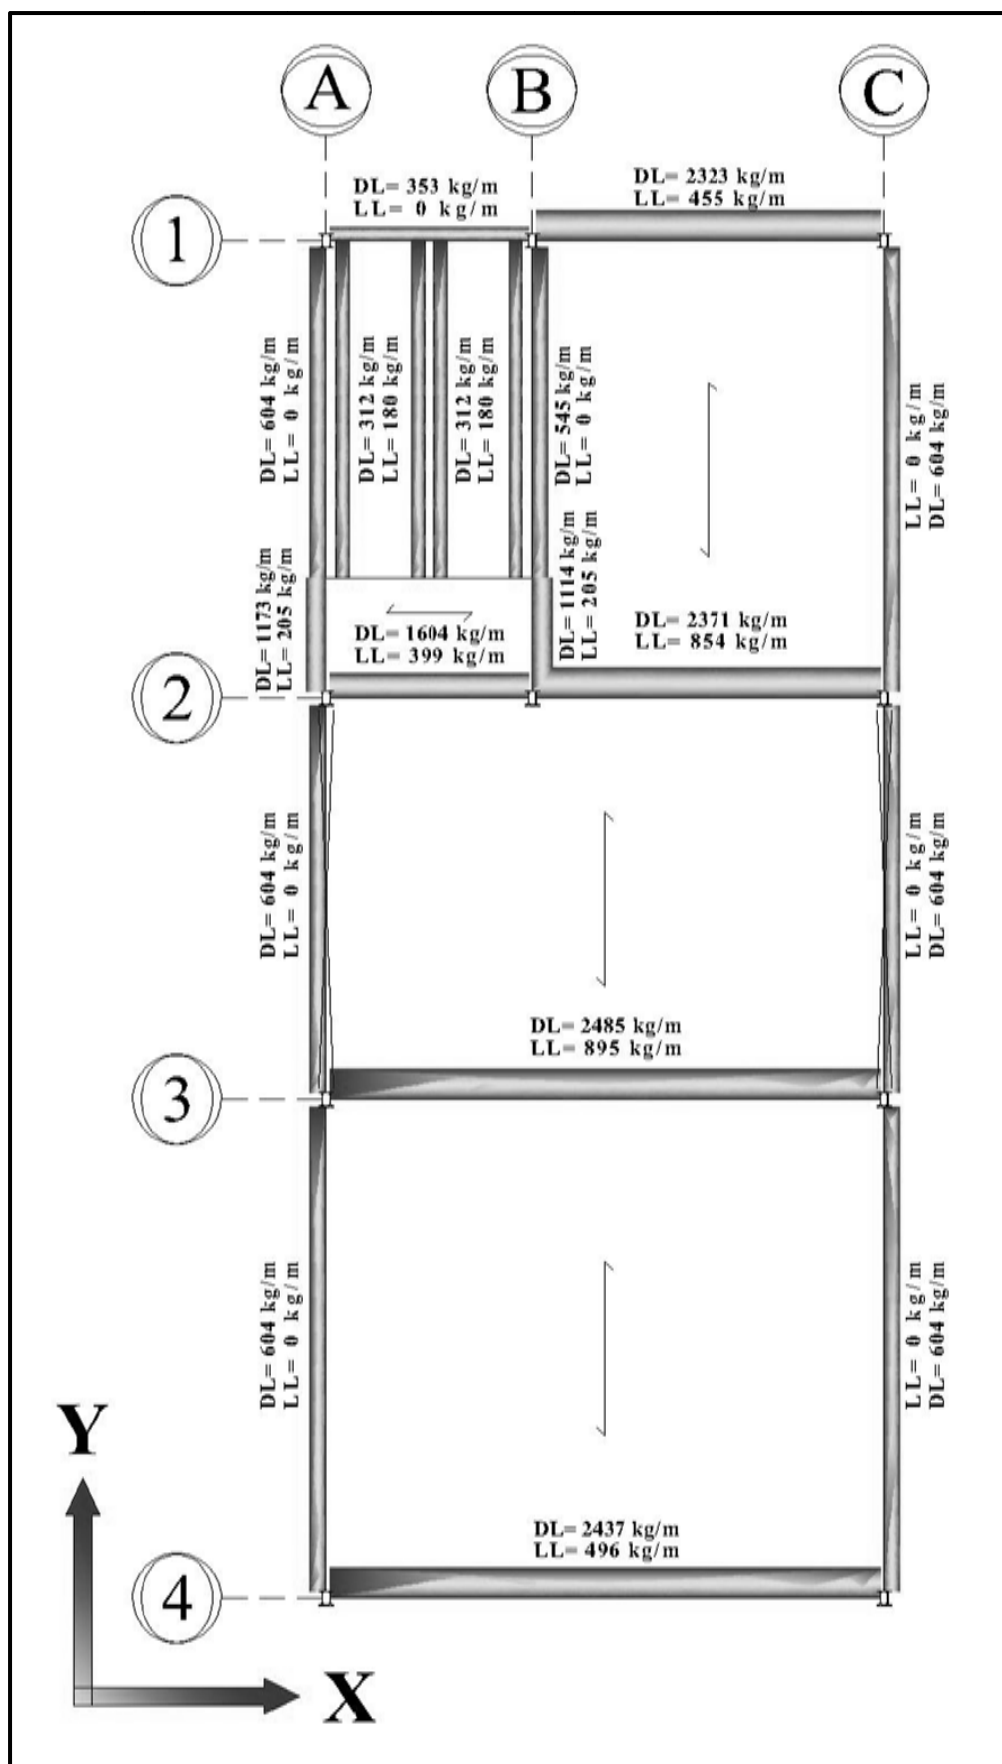 A
B
C
DL= 353 kg/m
LL= 0 kg/m
DL= 2323 kg/m
LL= 455 kg/m
1
DL= 604 kg/m
LL= 0 kg/m
DL= 312 kg/m
LL= 180 kg/m
DL= 312 kg/m
LL= 180 kg/m
DL= 545 kg/m
LL= 0 kg/m
LL= 0 kg/m
DL= 604 kg/m
DL= 1173 kg/m
LL= 205 kg/m
DL= 1604 kg/m
LL= 399 kg/m
DL= 1114 kg/m
LL= 205 kg/m
DL= 2371 kg/m
LL= 854 kg/m
2
DL= 604 kg/m
LL= 0 kg/m
LL= 0 kg/m
DL= 604 kg/m
DL= 2485 kg/m
LL= 895 kg/m
3
DL= 604 kg/m
LL= 0 kg/m
LL= 0 kg/m
DL= 604 kg/m
Y
DL= 2437 kg/m
LL= 496 kg/m
4
X